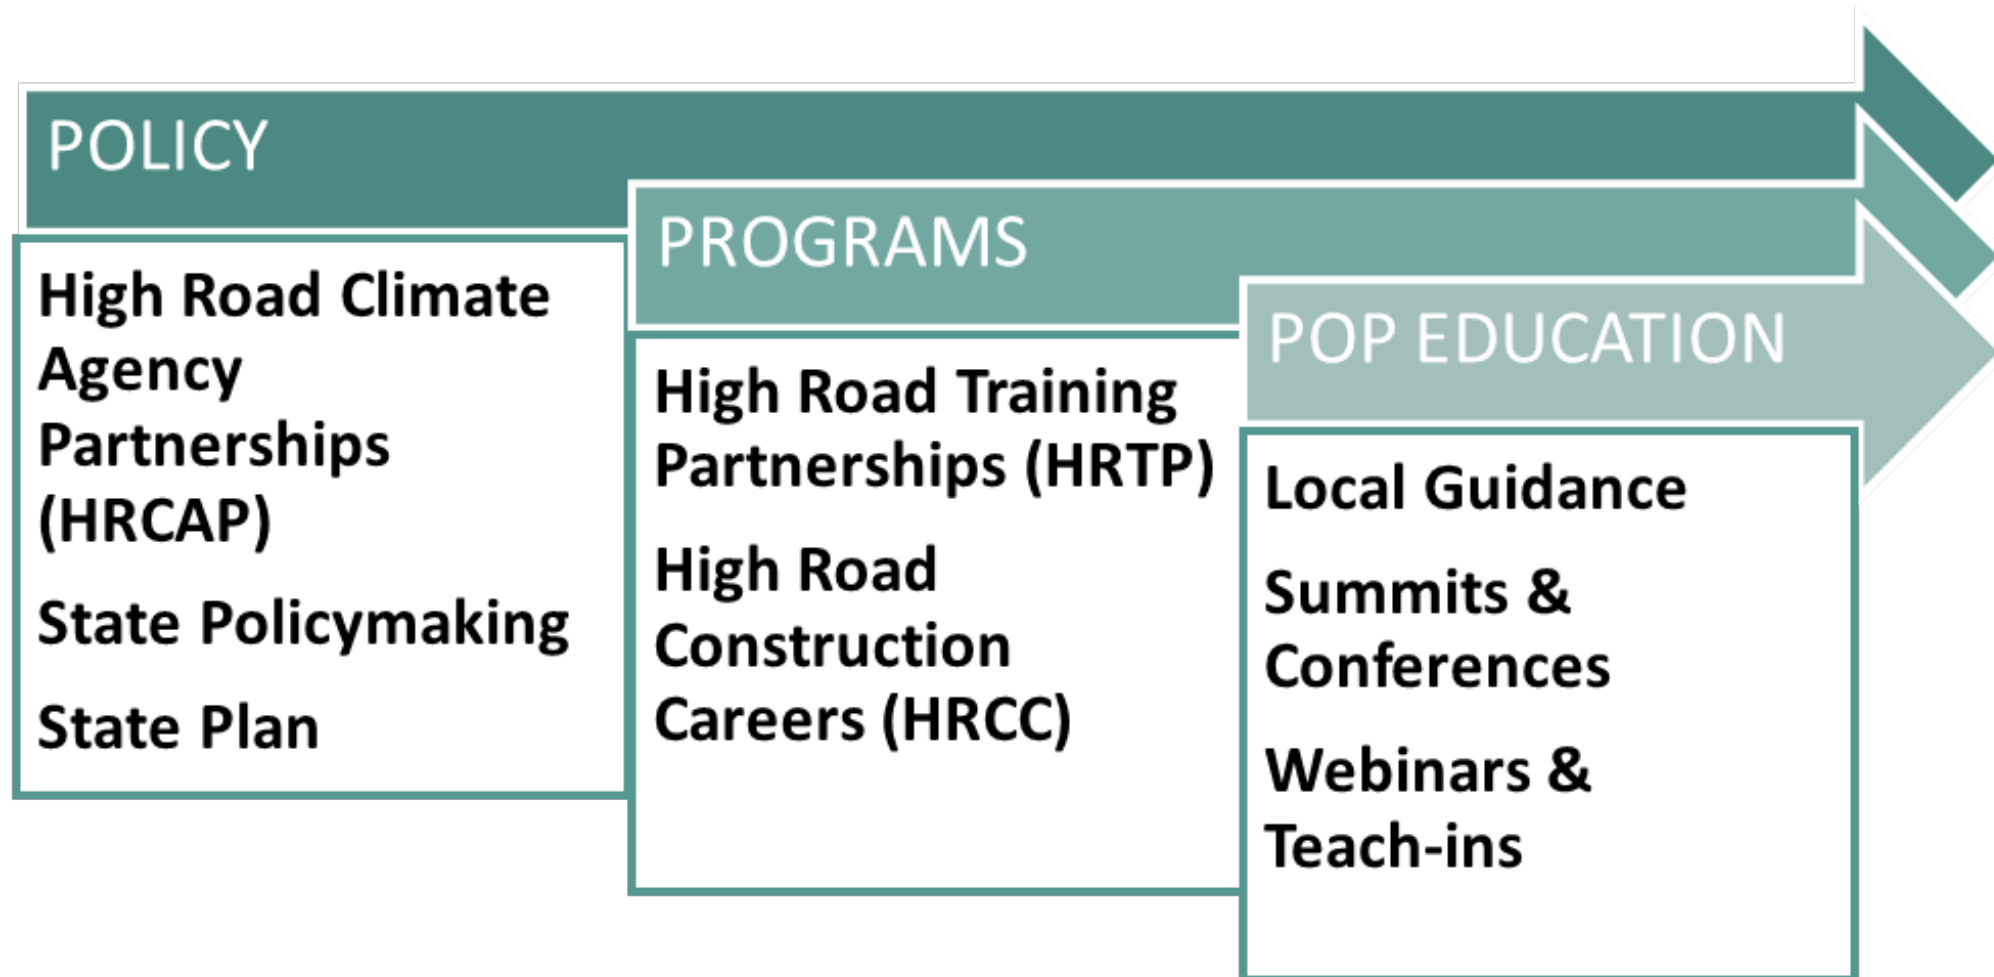 POLICY
High Road Climate
Agency
Partnerships
(HRCAP)
State Policymaking
State Plan
PROGRAMS
High Road Training
Partnerships (HRTP)
High Road
Construction
Careers (HRCC)
POP EDUCATION
Local Guidance
Summits &
Conferences
Webinars &
Teach-ins